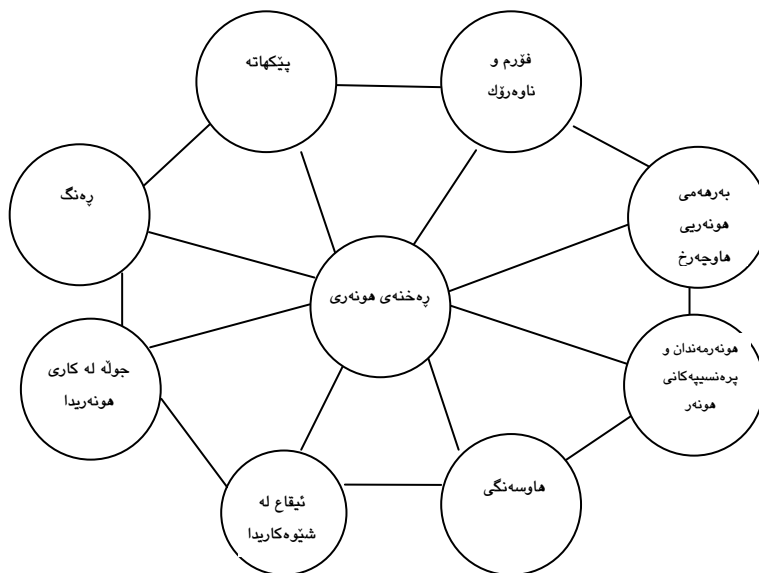 پێکهاتە
فۆرم و
ناوەرۆك
ڕەنگ
بەرهەمی
هونەریی
هاوچەرخ
ڕەخنەی هونەری
جوڵە لە کاری
هونەریدا
هونەرمەندان و
پرەنسیپەکانی
هونەر
ئیقاع لە
شێوەکاریدا
هاوسەنگی